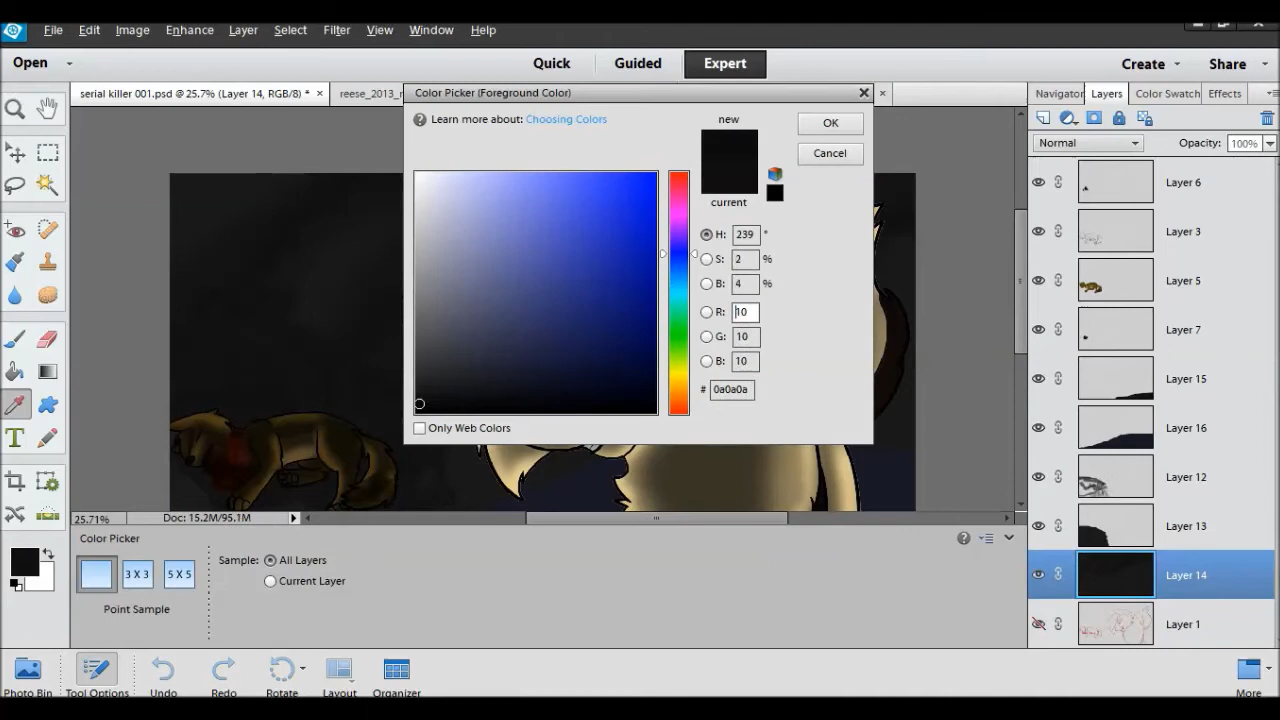 File Edit Image Enhance Layer Select Filter View Window Help
Open Quick Guided Expert Create Share
serial killer 001.psd @ 25.7% (Layer 14, RGB/8) * × reese_2013_ × Navigator Layers Color Swatch Effects
Color Picker (Foreground Color)
Learn more about: Choosing Colors
new
OK
Cancel
current
H: 239 °
S: 2 %
B: 4 %
R: 10
G: 10
B: 10
# 0a0a0a
Only Web Colors
Normal Opacity: 100%
Layer 6
Layer 3
Layer 5
Layer 7
Layer 15
Layer 16
Layer 12
Layer 13
Layer 14
Layer 1
25.71% Doc: 15.2M/95.1M
Color Picker
3 X 3 5 X 5
Point Sample
Sample: All Layers
Current Layer
Photo Bin Tool Options Undo Redo Rotate Layout Organizer More